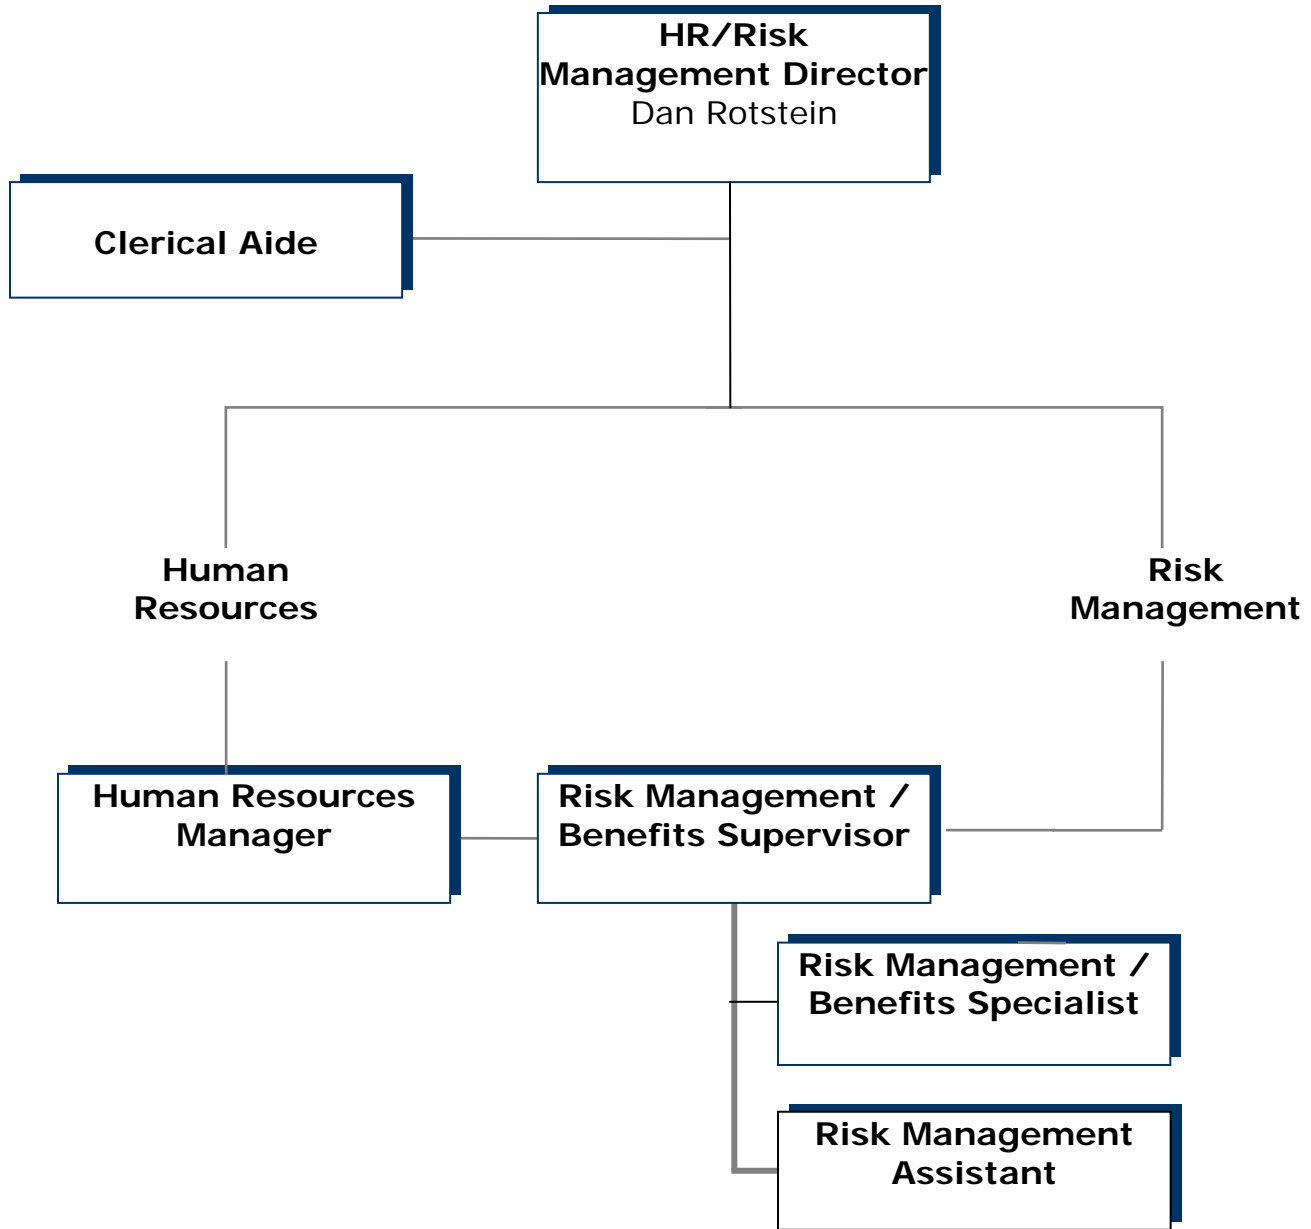 HR/Risk
Management Director
Dan Rotstein
Clerical Aide
Human
Resources
Risk
Management
Human Resources
Manager
Risk Management /
Benefits Supervisor
Risk Management /
Benefits Specialist
Risk Management
Assistant